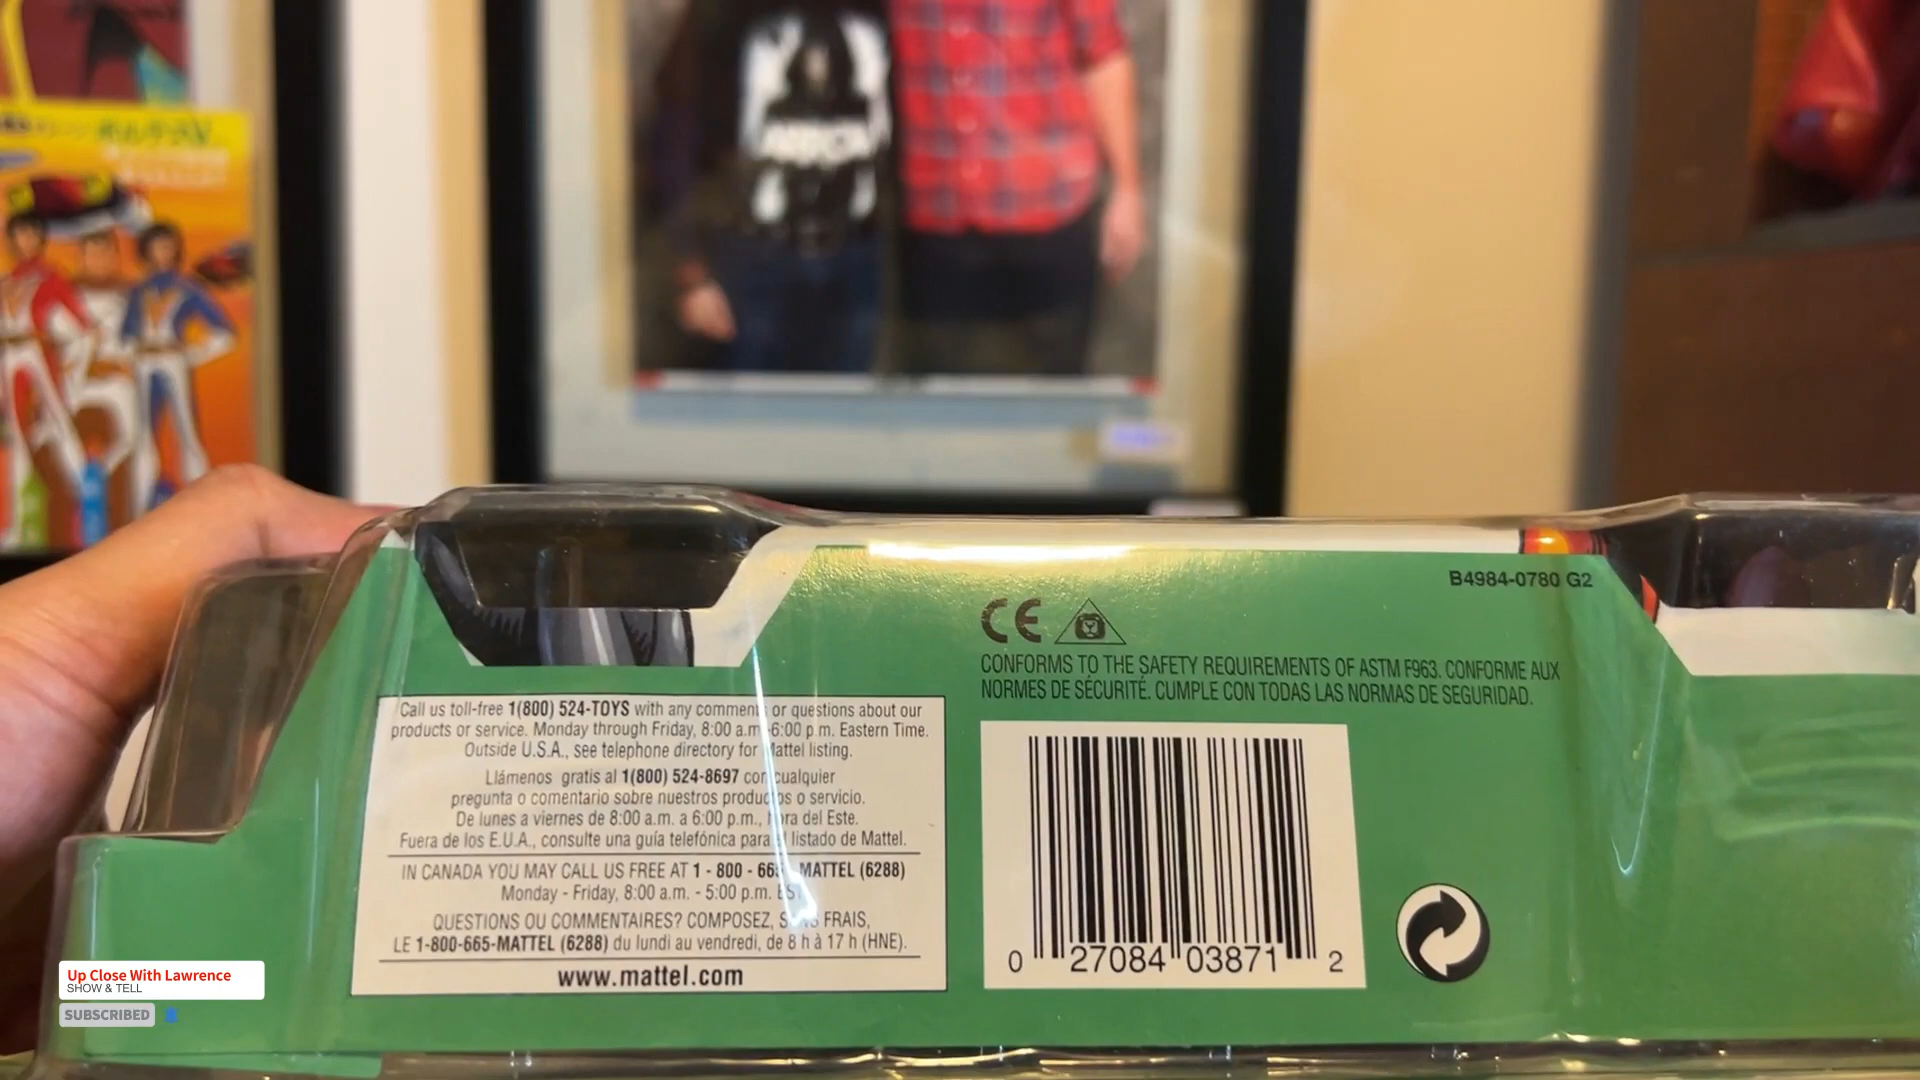 B4984-0780 G2
CE
CONFORMS TO THE SAFETY REQUIREMENTS OF ASTM F963. CONFORME AUX
NORMES DE SÉCURITÉ. CUMPLE CON TODAS LAS NORMAS DE SEGURIDAD.
Call us toll-free 1(800) 524-TOYS with any comments or questions about our
products or service. Monday through Friday, 8:00 a.m.-6:00 p.m. Eastern Time.
Outside U.S.A., see telephone directory for Mattel listing.
Llámenos gratis al 1(800) 524-8697 con cualquier
pregunta o comentario sobre nuestros productos o servicio.
De lunes a viernes de 8:00 a.m. a 6:00 p.m., hora del Este.
Fuera de los E.U.A., consulte una guía telefónica para el listado de Mattel.
IN CANADA YOU MAY CALL US FREE AT 1 - 800 - 665 - MATTEL (6288)
Monday - Friday, 8:00 a.m. - 5:00 p.m. EST
QUESTIONS OU COMMENTAIRES? COMPOSEZ, SANS FRAIS,
LE 1-800-665-MATTEL (6288) du lundi au vendredi, de 8 h à 17 h (HNE).
www.mattel.com
0 27084 03871 2
Up Close With Lawrence
SHOW & TELL
SUBSCRIBED